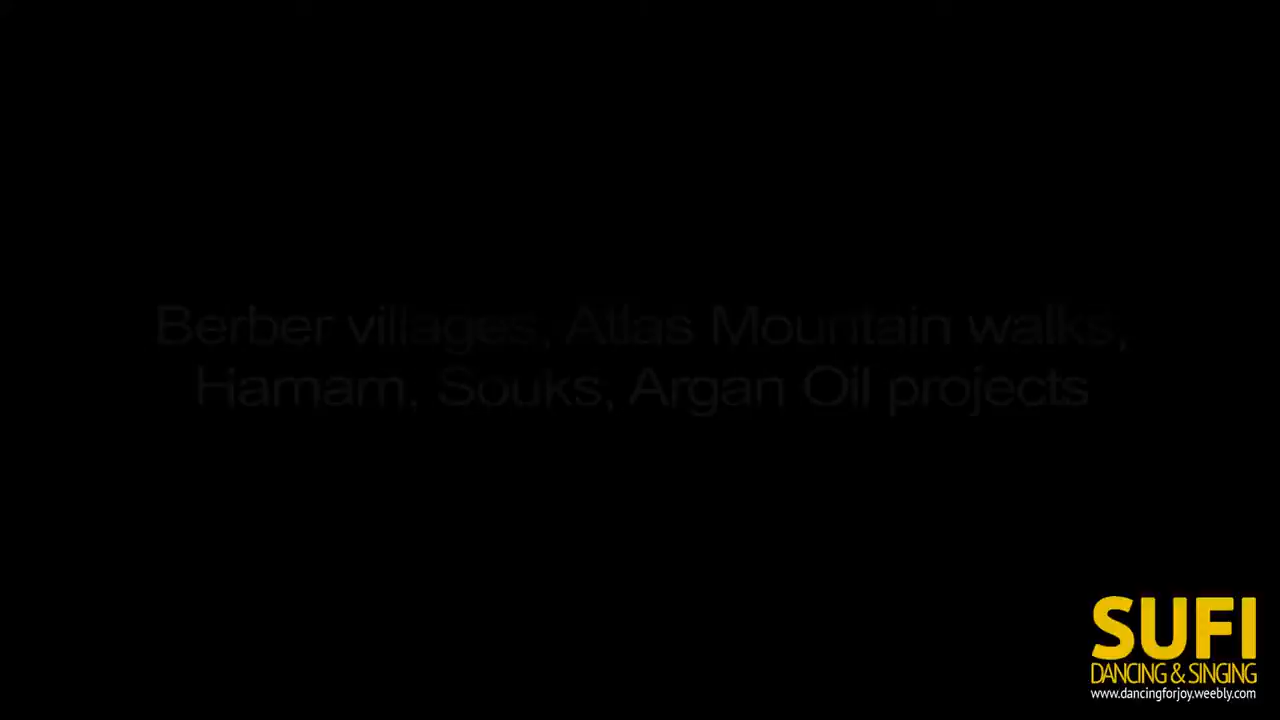 Berber villages, Atlas Mountain walks,
Hamam, Souks, Argan Oil projects
SUFI
DANCING & SINGING
www.dancingforjoy.weebly.com